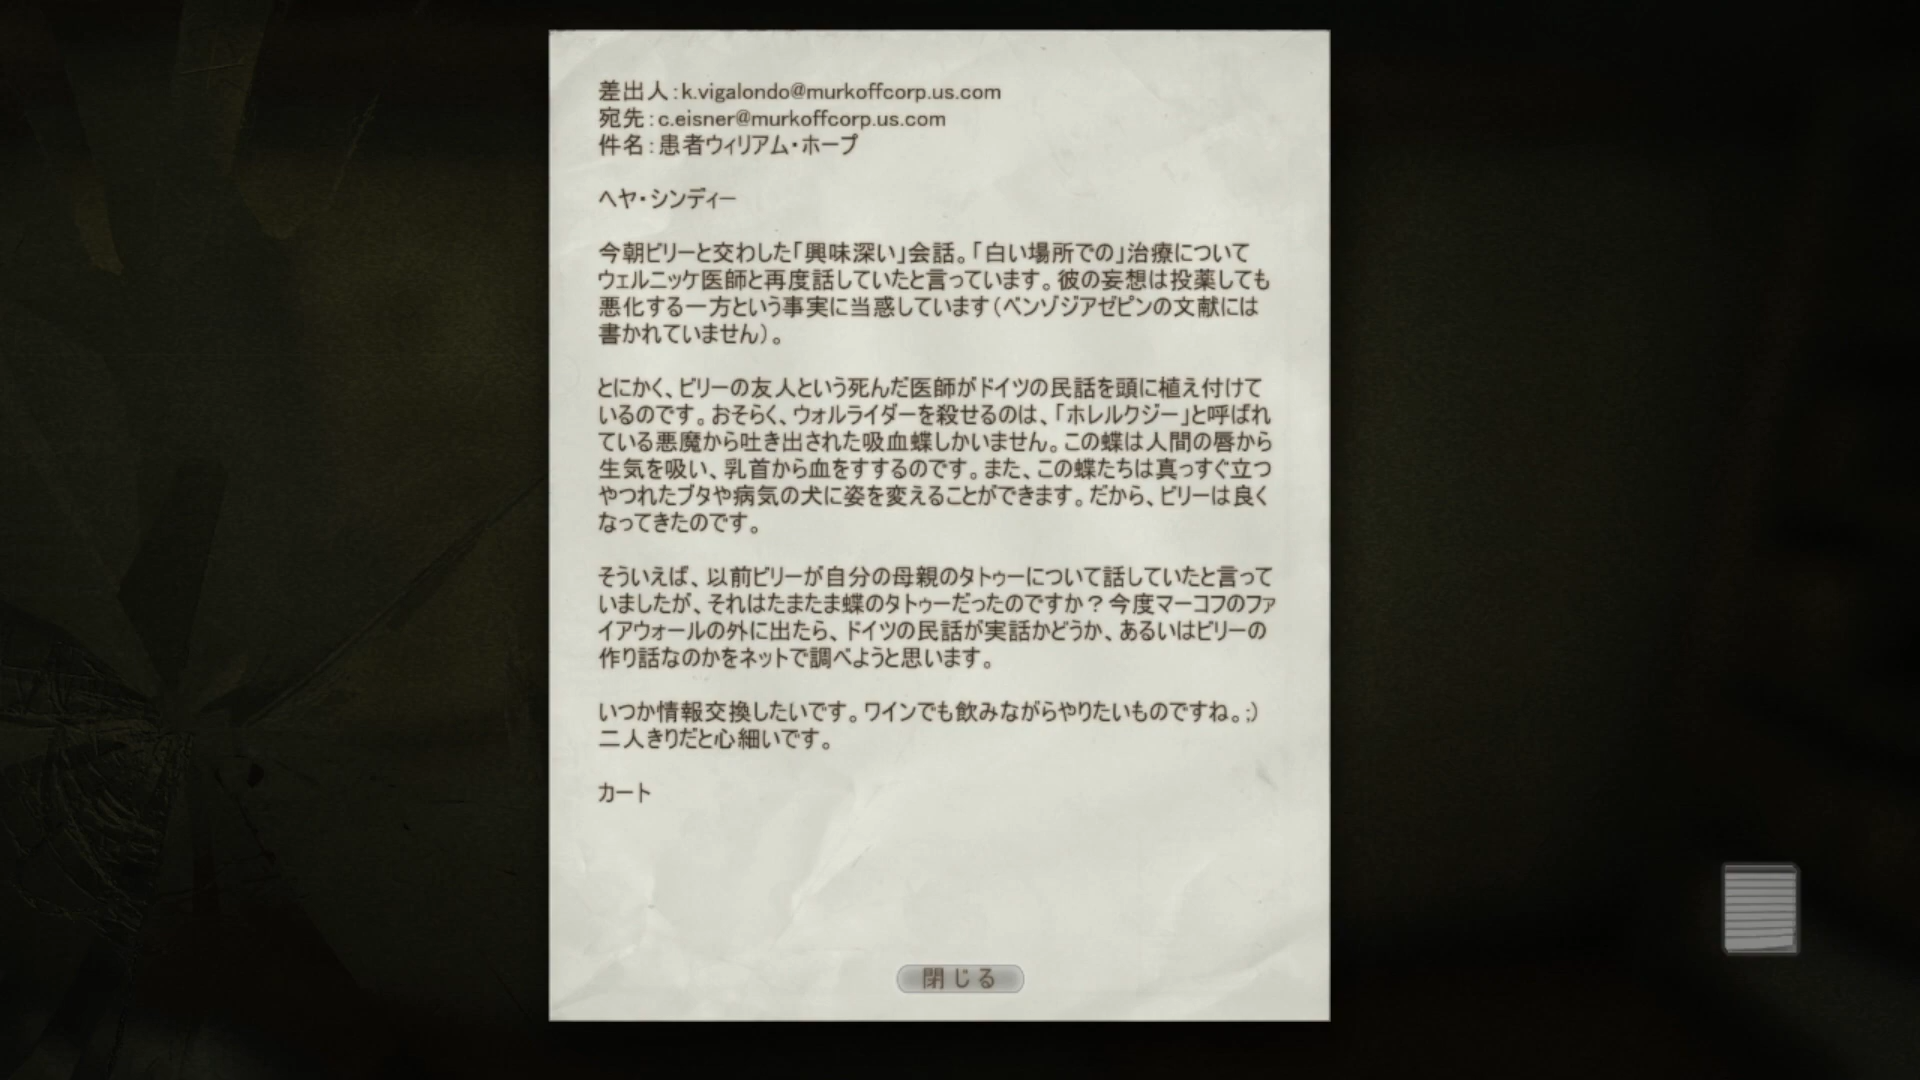 差出人:k.vigalondo@murkoffcorp.us.com
宛先:c.eisner@murkoffcorp.us.com
件名:患者ウィリアム・ホープ
ヘヤ・シンディー
今朝ビリーと交わした「興味深い」会話。「白い場所での」治療について
ウェルニッケ医師と再度話していたと言っています。彼の妄想は投薬しても
悪化する一方という事実に当惑しています(ベンゾジアゼピンの文献には
書かれていません)。
とにかく、ビリーの友人という死んだ医師がドイツの民話を頭に植え付けて
いるのです。おそらく、ウォルライダーを殺せるのは、「ホレルクジー」と呼ばれ
ている悪魔から吐き出された吸血蝶しかいません。この蝶は人間の唇から
生気を吸い、乳首から血をすするのです。また、この蝶たちは真っすぐ立つ
やつれたブタや病気の犬に姿を変えることができます。だから、ビリーは良く
なってきたのです。
そういえば、以前ビリーが自分の母親のタトゥーについて話していたと言って
いましたが、それはたまたま蝶のタトゥーだったのですか?今度マーコフのファ
イアウォールの外に出たら、ドイツの民話が実話かどうか、あるいはビリーの
作り話なのかをネットで調べようと思います。
いつか情報交換したいです。ワインでも飲みながらやりたいものですね。;)
二人きりだと心細いです。
カート
閉じる